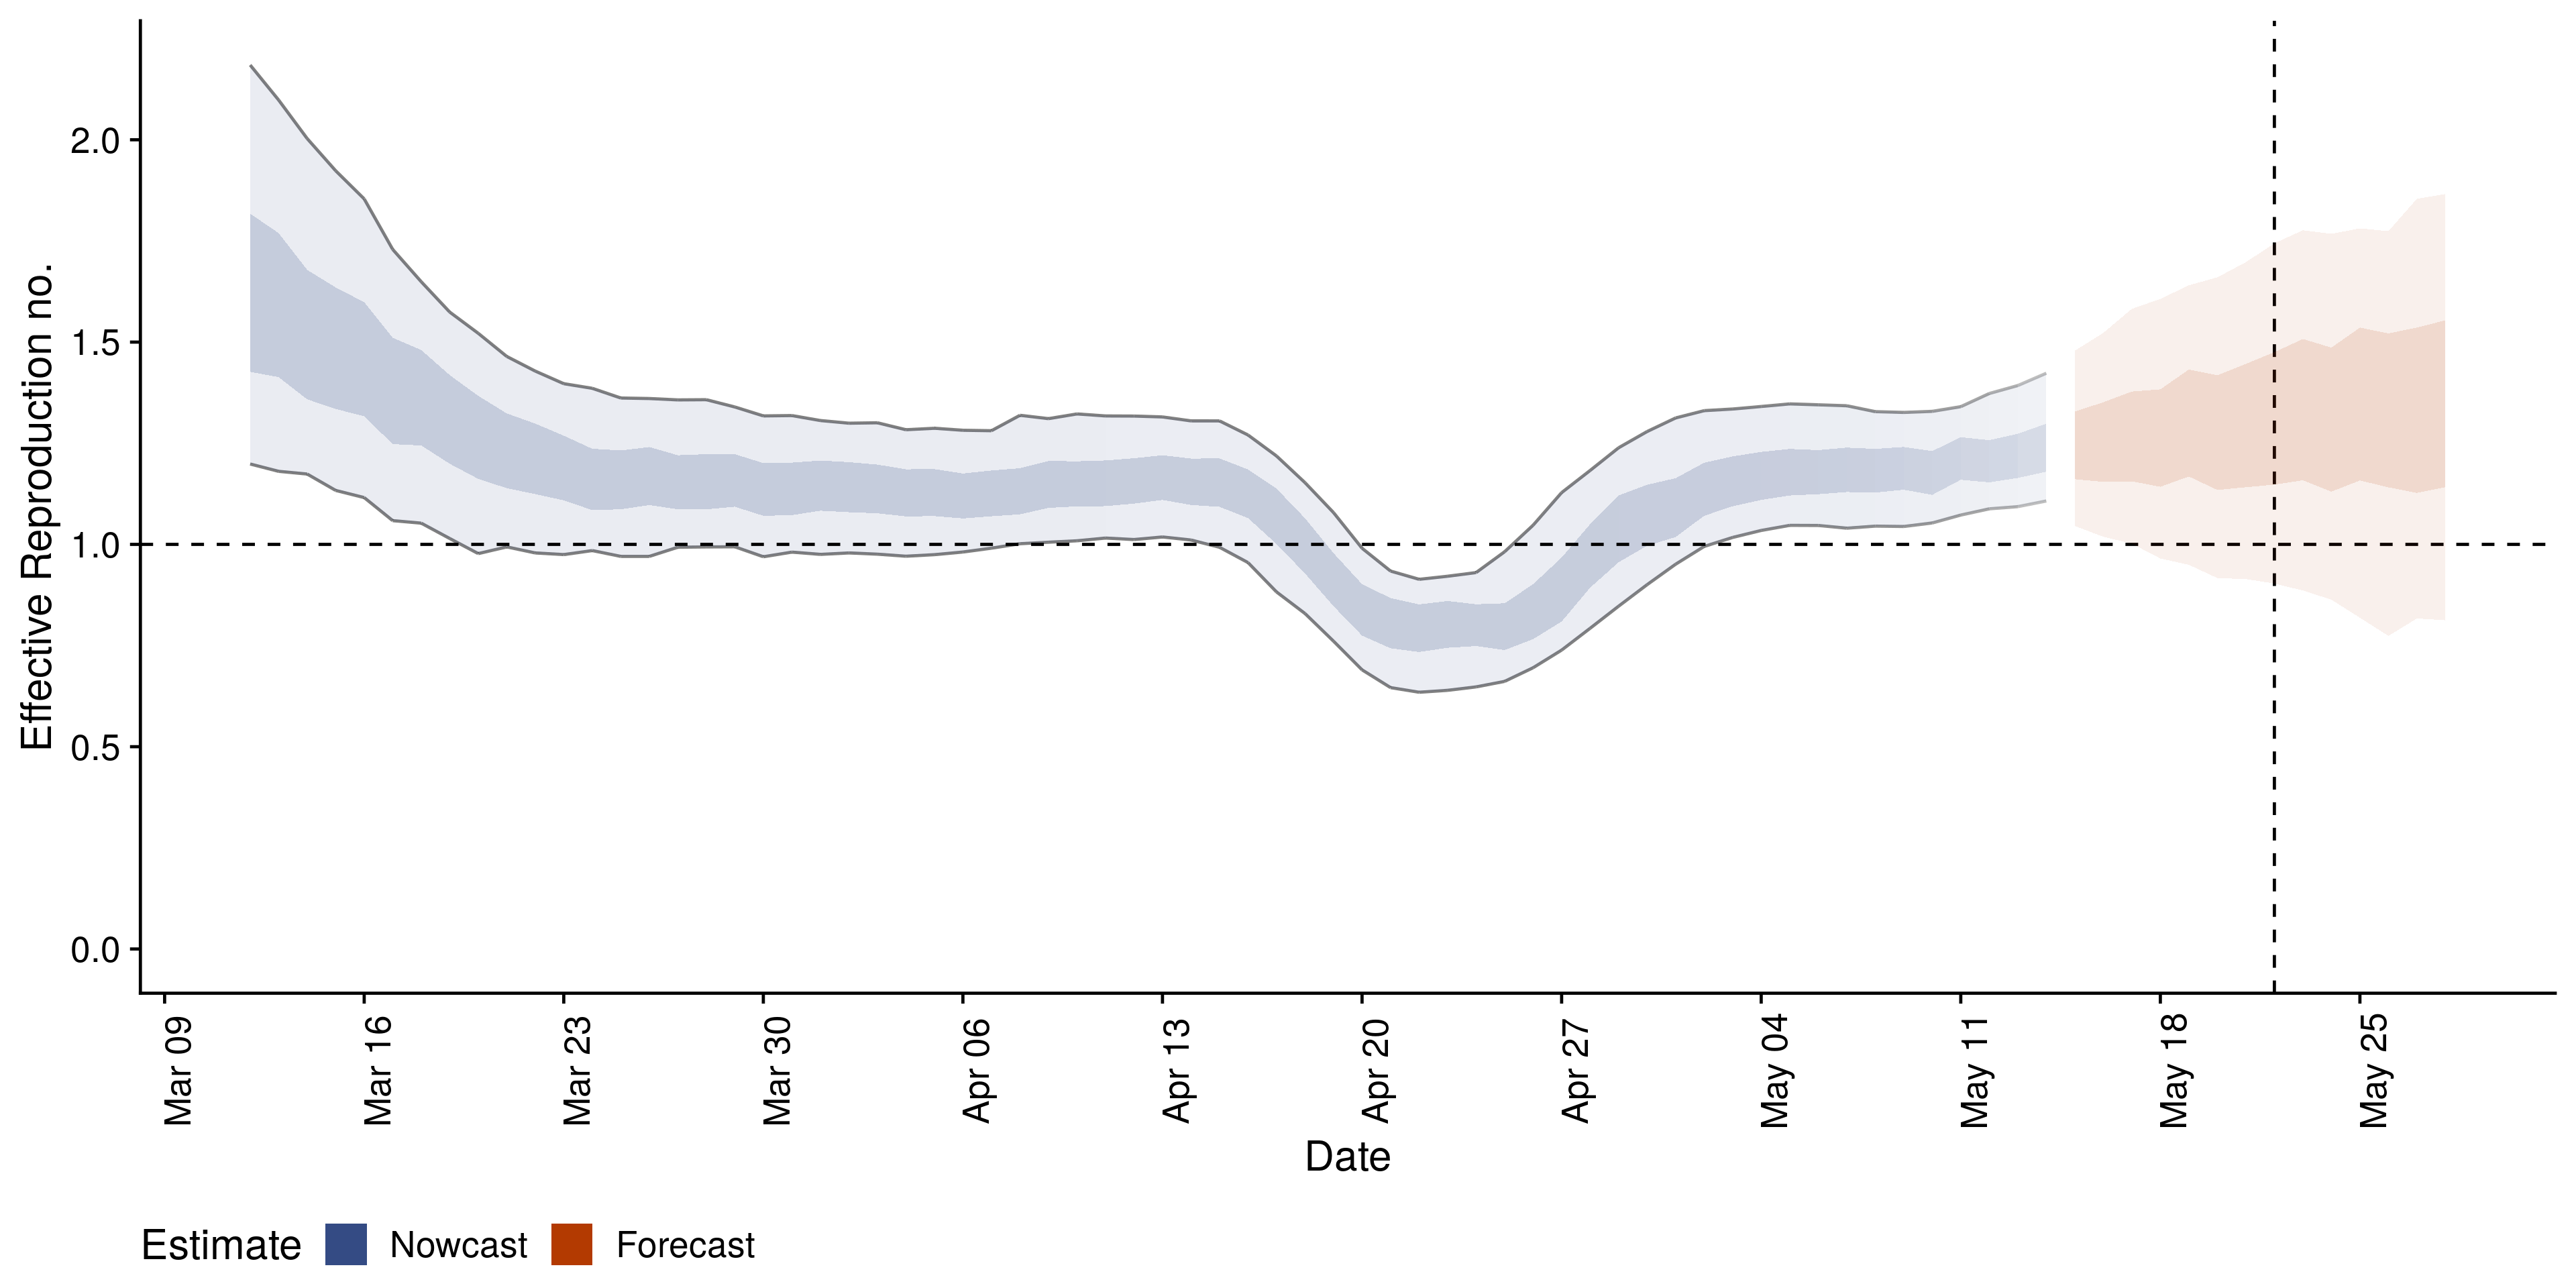 Effective Reproduction no.
2.0
1.5
1.0
0.5
0.0
Mar 09
Mar 16
Mar 23
Mar 30
Apr 06
Apr 13
Apr 20
Apr 27
May 04
May 11
May 18
May 25
Date
Estimate Nowcast Forecast